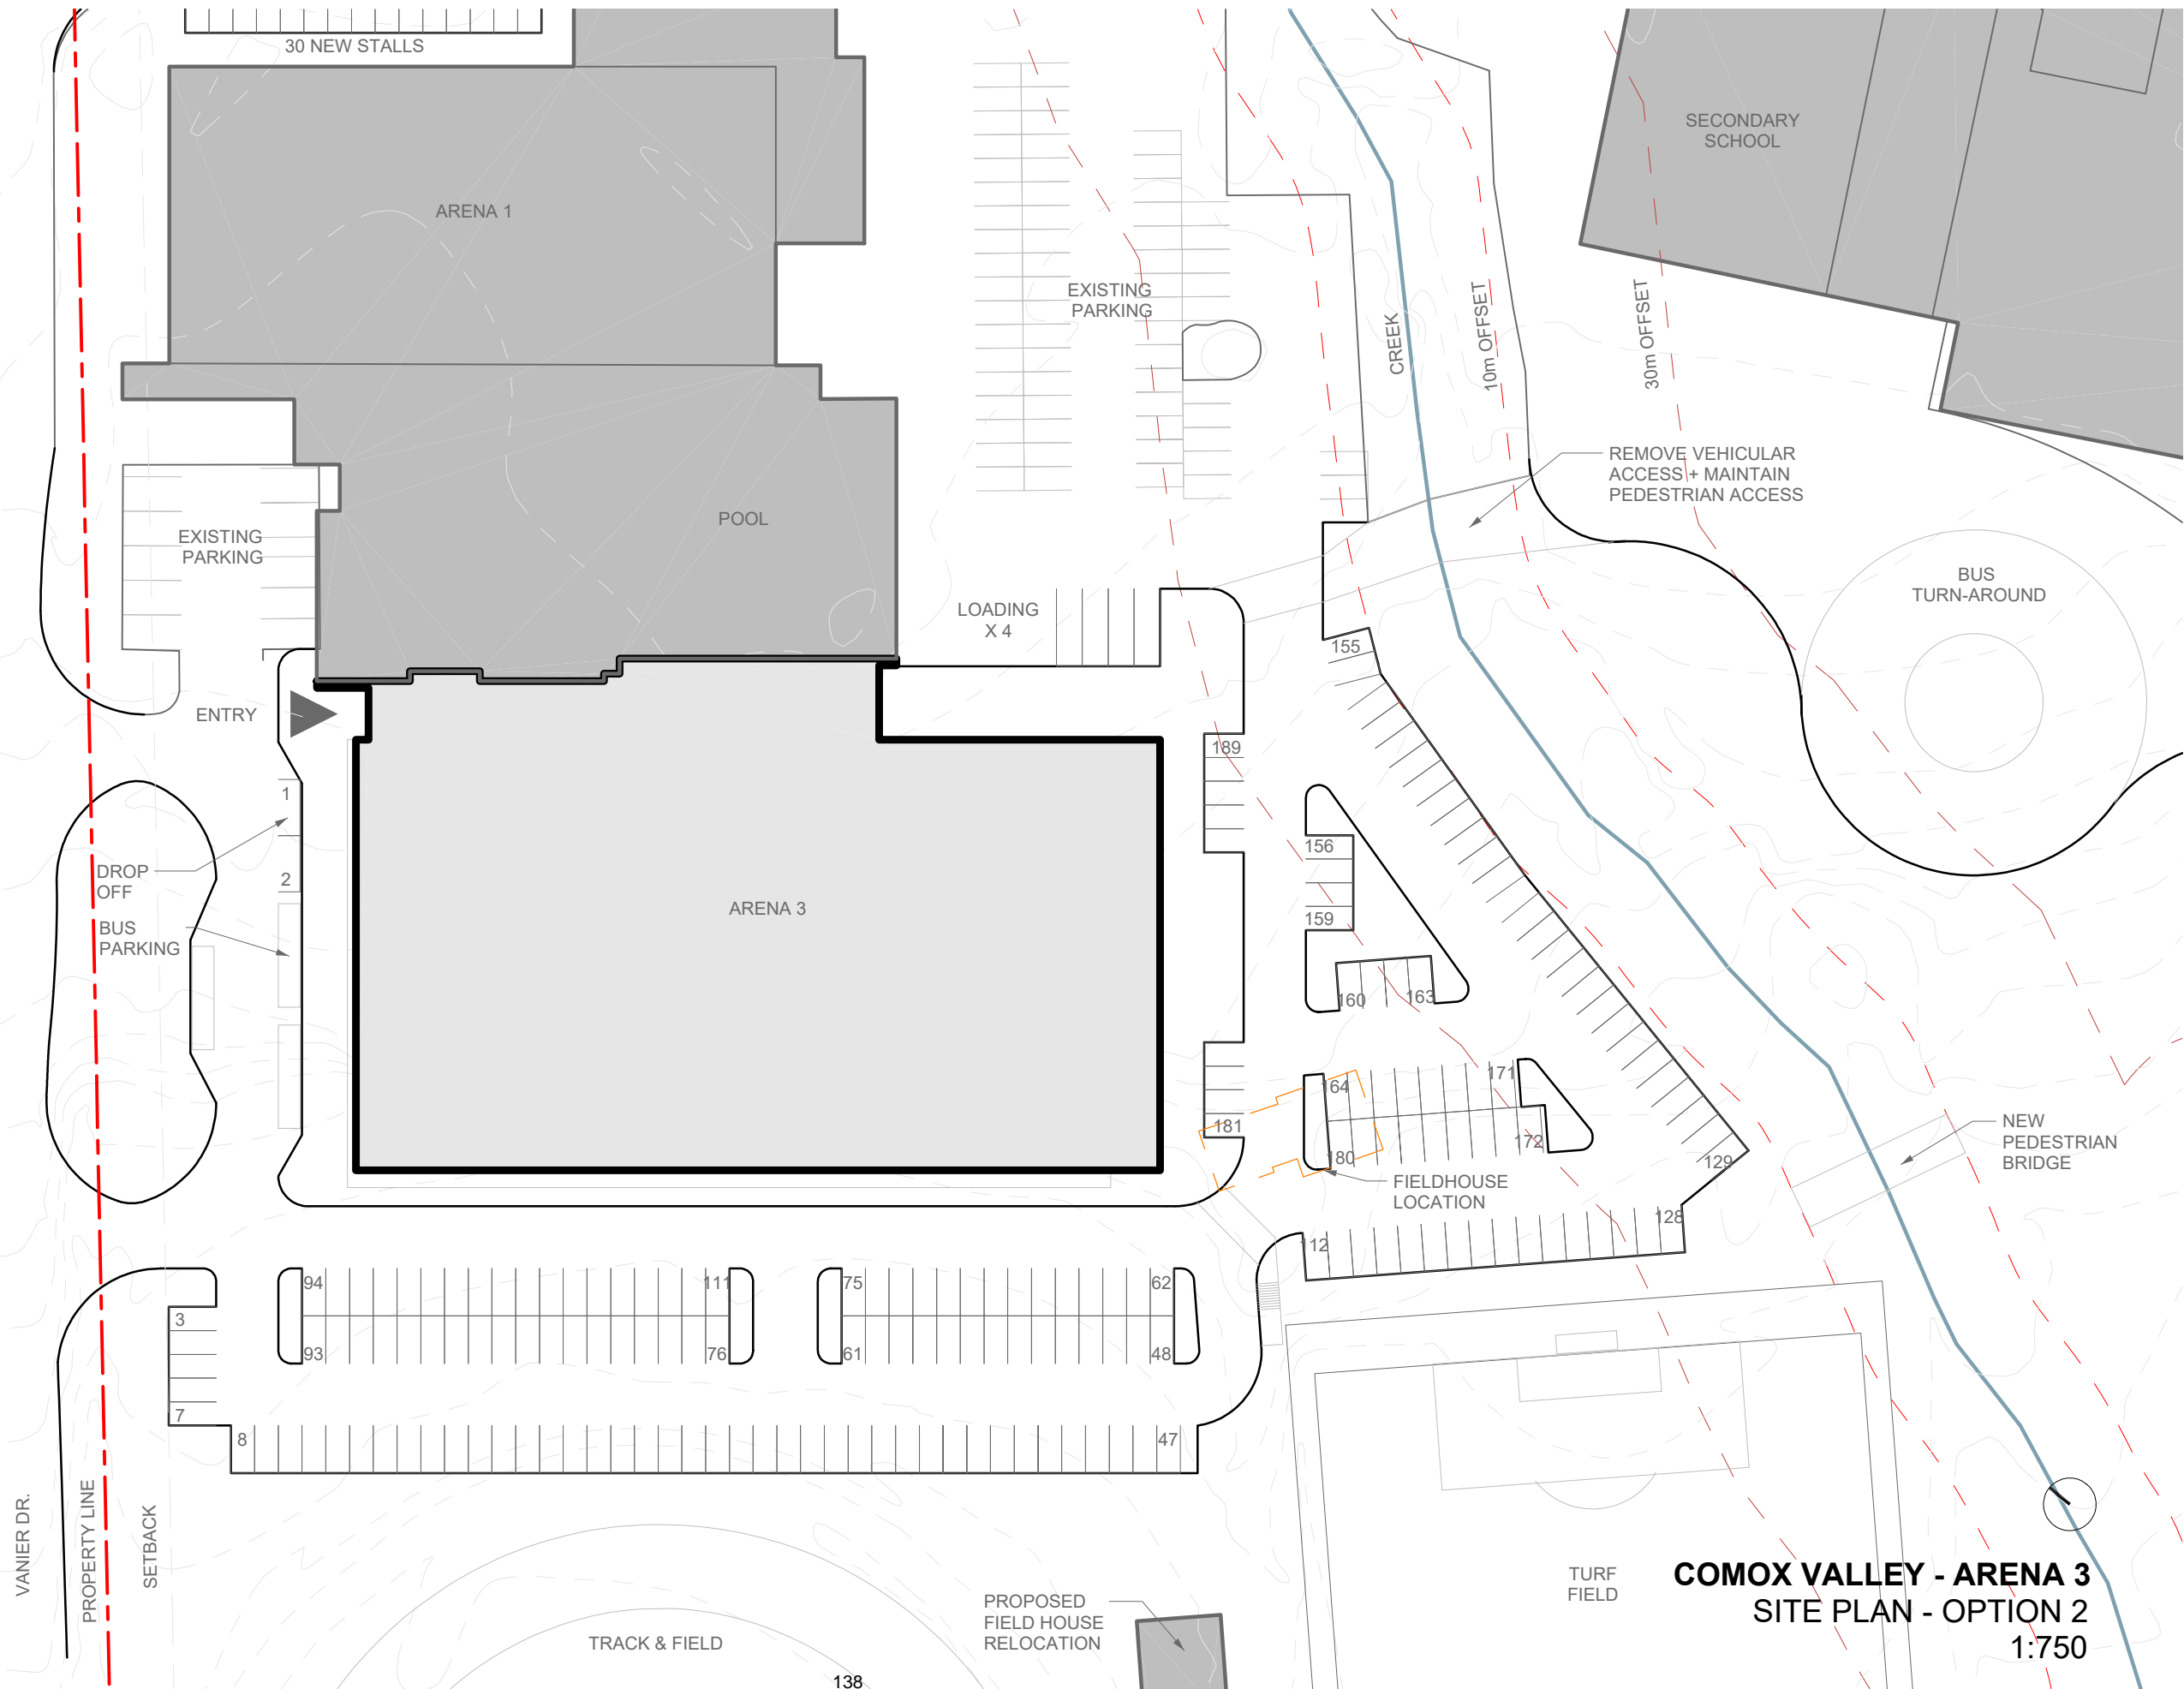 30 NEW STALLS
ARENA 1
SECONDARY
SCHOOL
EXISTING
PARKING
CREEK
10m OFFSET
30m OFFSET
REMOVE VEHICULAR
ACCESS + MAINTAIN
PEDESTRIAN ACCESS
POOL
EXISTING
PARKING
BUS
TURN-AROUND
LOADING
X 4
155
ENTRY
189
1
2
DROP
OFF
BUS
PARKING
ARENA 3
156
159
160
163
164
171
181
180
172
129
NEW
PEDESTRIAN
BRIDGE
FIELDHOUSE
LOCATION
112
128
94
111
75
62
93
76
61
48
3
7
8
47
VANIER DR.
PROPERTY LINE
SETBACK
TRACK & FIELD
PROPOSED
FIELD HOUSE
RELOCATION
TURF
FIELD
COMOX VALLEY - ARENA 3
SITE PLAN - OPTION 2
1:750
138